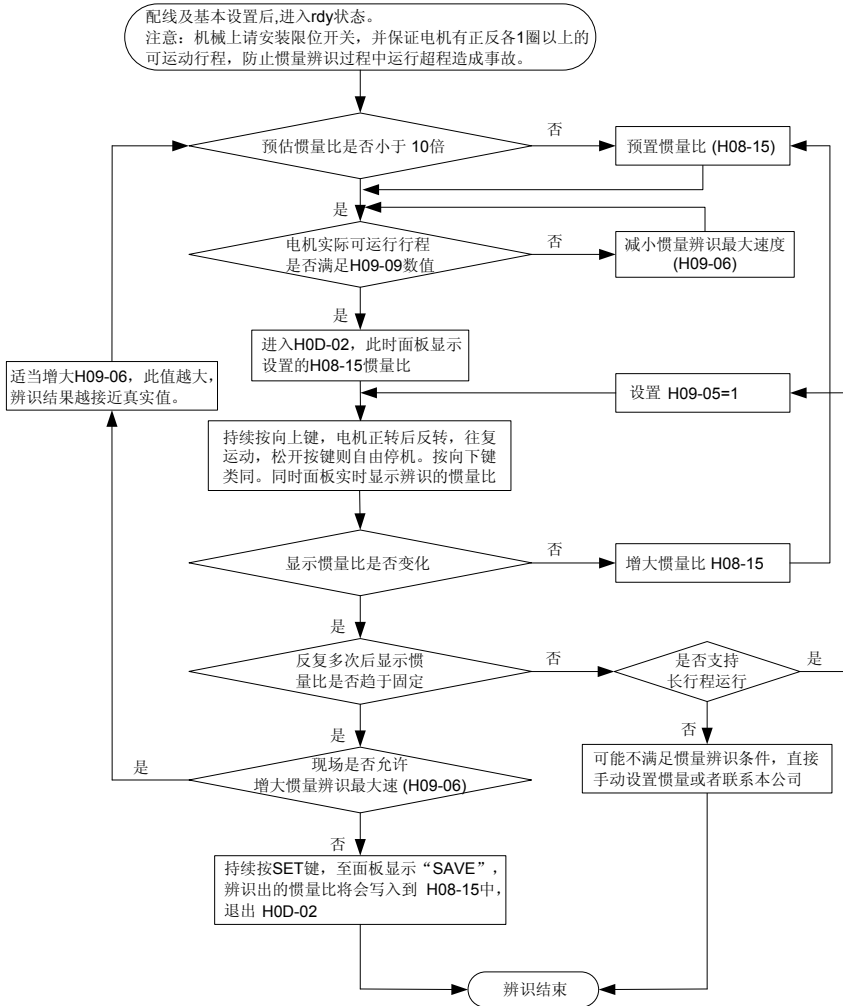 配线及基本设置后,进入rdy状态。
注意：机械上请安装限位开关，并保证电机有正反各1圈以上的
可运动行程，防止惯量辨识过程中运行超程造成事故。
预估惯量比是否小于 10倍
否
预置惯量比 (H08-15)
是
电机实际可运行行程
是否满足H09-09数值
否
减小惯量辨识最大速度
(H09-06)
是
进入H0D-02，此时面板显示
设置的H08-15惯量比
适当增大H09-06，此值越大，
辨识结果越接近真实值。
设置 H09-05=1
持续按向上键，电机正转后反转，往复
运动，松开按键则自由停机。按向下键
类同。同时面板实时显示辨识的惯量比
显示惯量比是否变化
否
增大惯量比 H08-15
是
反复多次后显示惯
量比是否趋于固定
否
是否支持
长行程运行
是
是
否
现场是否允许
增大惯量辨识最大速 (H09-06)
是
可能不满足惯量辨识条件，直接
手动设置惯量或者联系本公司
否
持续按SET键，至面板显示“SAVE”，
辨识出的惯量比将会写入到 H08-15中，
退出 H0D-02
辨识结束